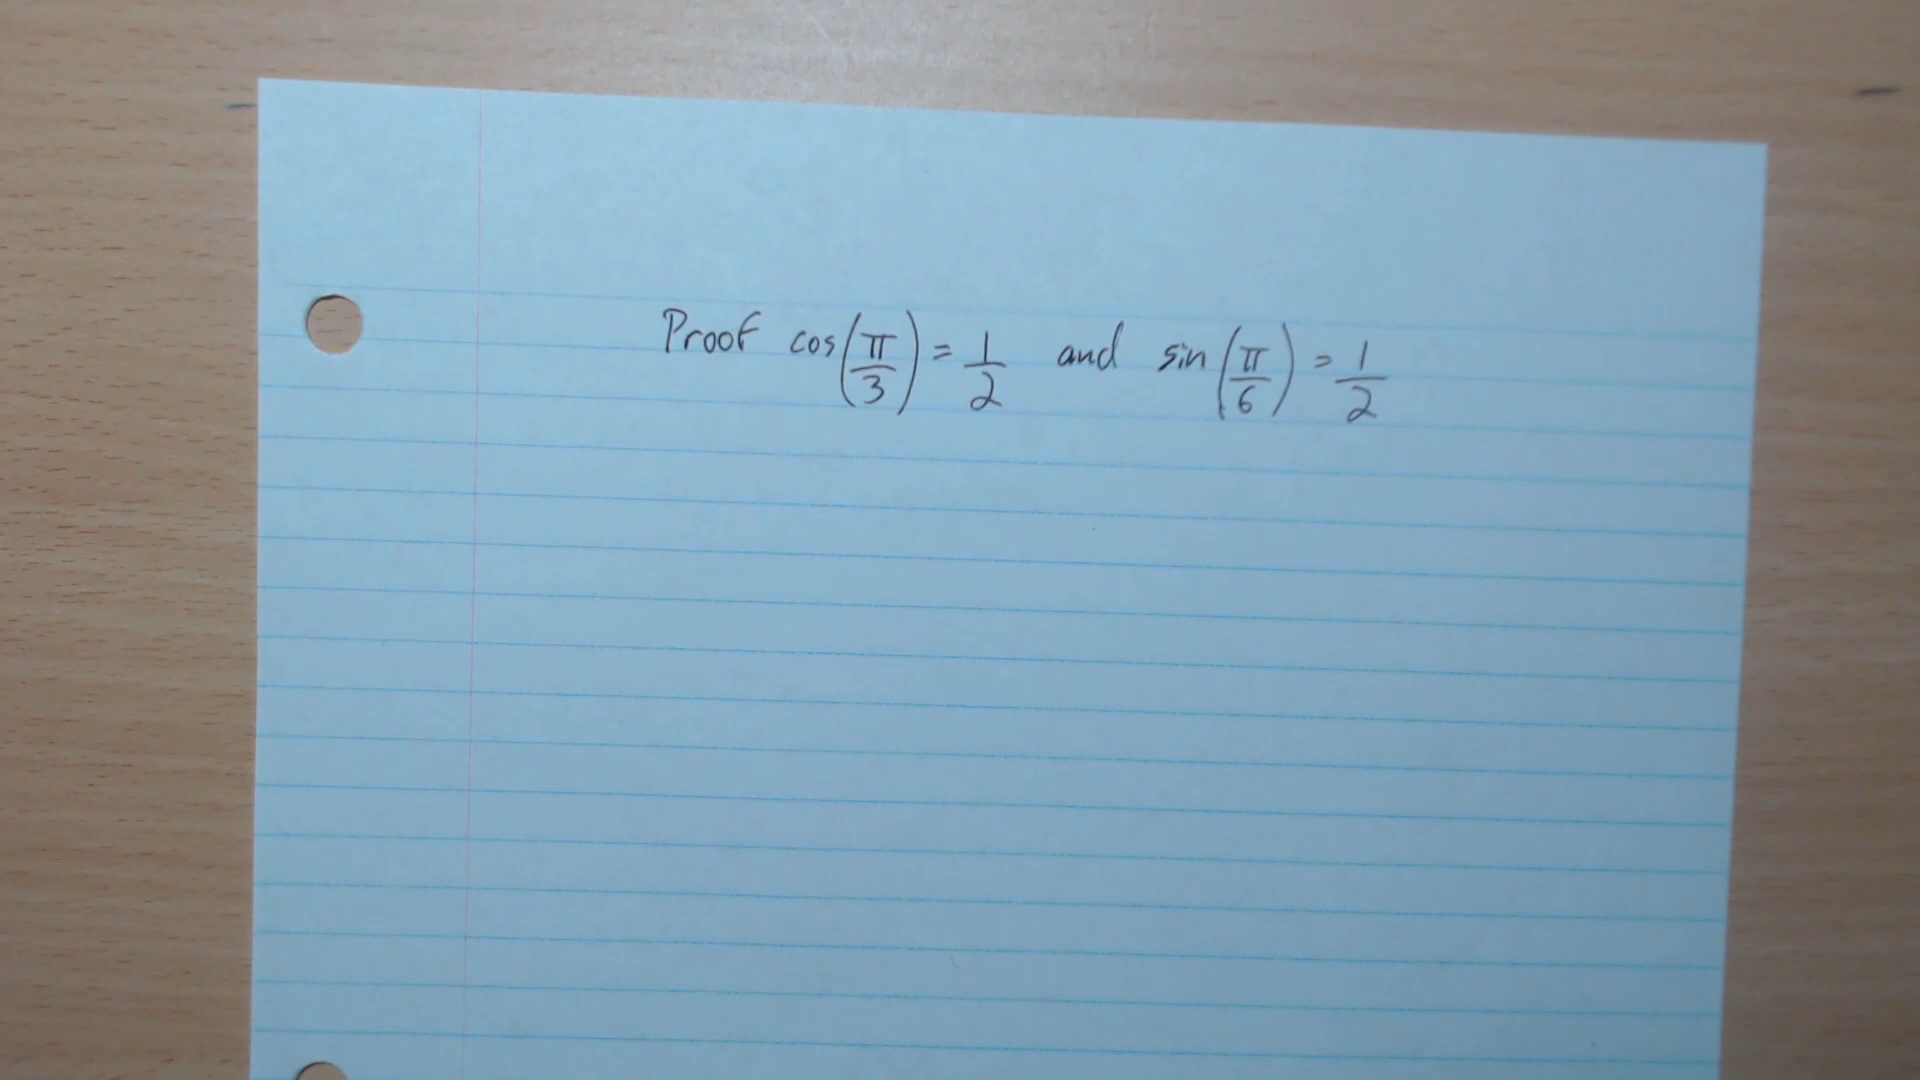 Proof cos(π/3) = 1/2 and sin(π/6) = 1/2